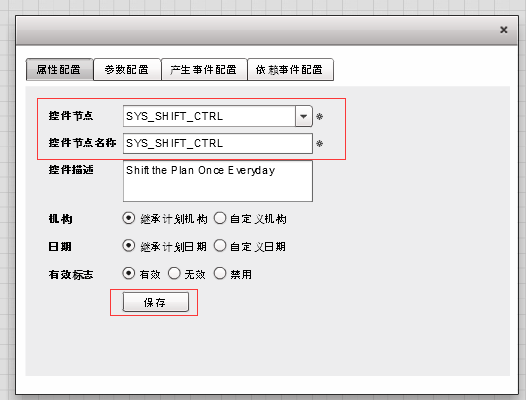 属性配置 参数配置 产生事件配置 依赖事件配置
控件节点 SYS_SHIFT_CTRL
控件节点名称 SYS_SHIFT_CTRL
控件描述 Shift the Plan Once Everyday
机构 继承计划机构 自定义机构
日期 继承计划日期 自定义日期
有效标志 有效 无效 禁用
保存